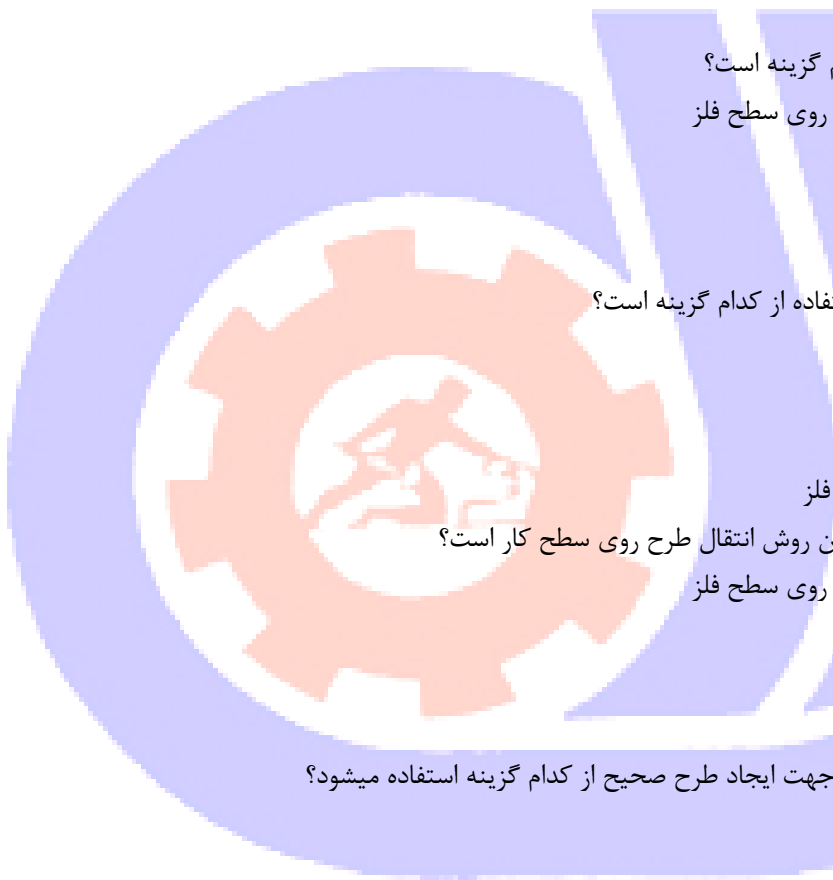 گزینه است؟
روی سطح فلز
از کدام گزینه است؟
فلز
روش انتقال طرح روی سطح کار است؟
روی سطح فلز
جهت ایجاد طرح صحیح از کدام گزینه استفاده میشود؟